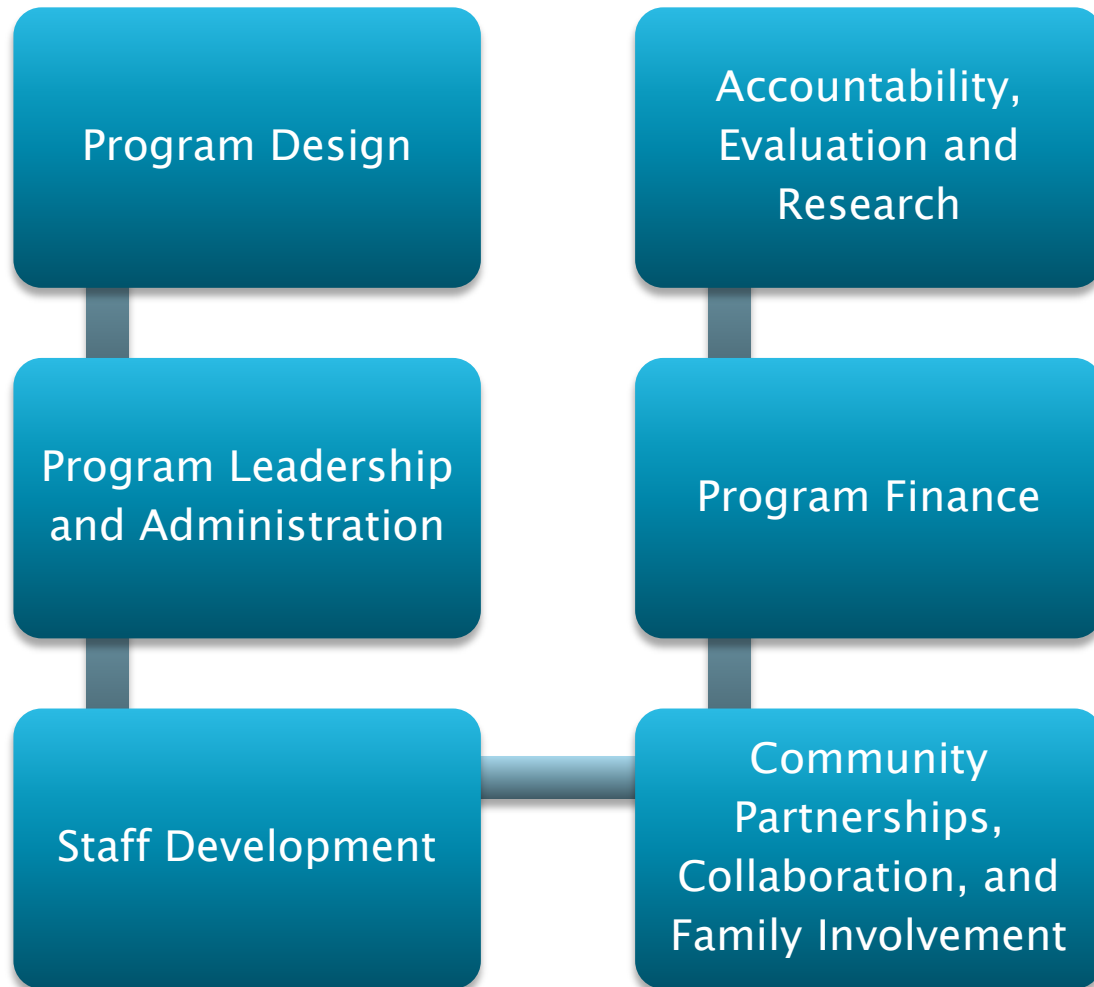 Program Design
Program Leadership
and Administration
Staff Development
Community
Partnerships,
Collaboration, and
Family Involvement
Program Finance
Accountability,
Evaluation and
Research